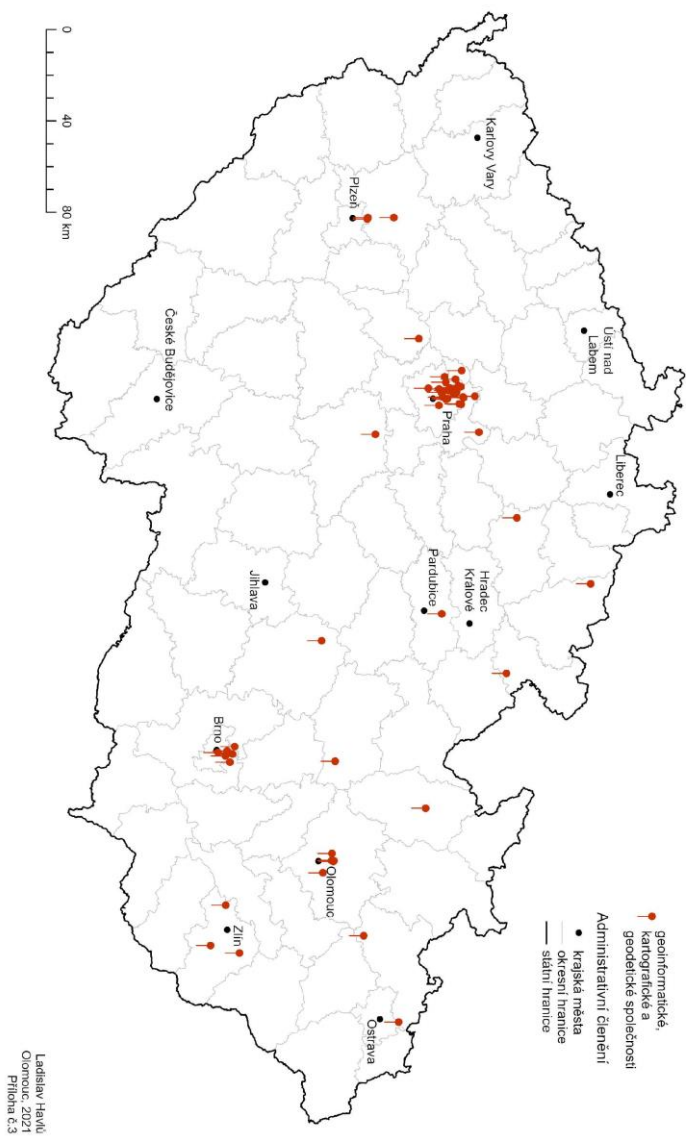 geoinformatické,
kartografické a
geodetické společnosti
Administrativní členění
krajská města
okresní hranice
státní hranice
Ústí nad
Labem
Liberec
Karlovy Vary
Hradec
Králové
Praha
Pardubice
Plzeň
Ostrava
Olomouc
Jihlava
Zlín
Brno
České Budějovice
0
40
80 km
Ladislav Havlů
Olomouc, 2021
Příloha č.3